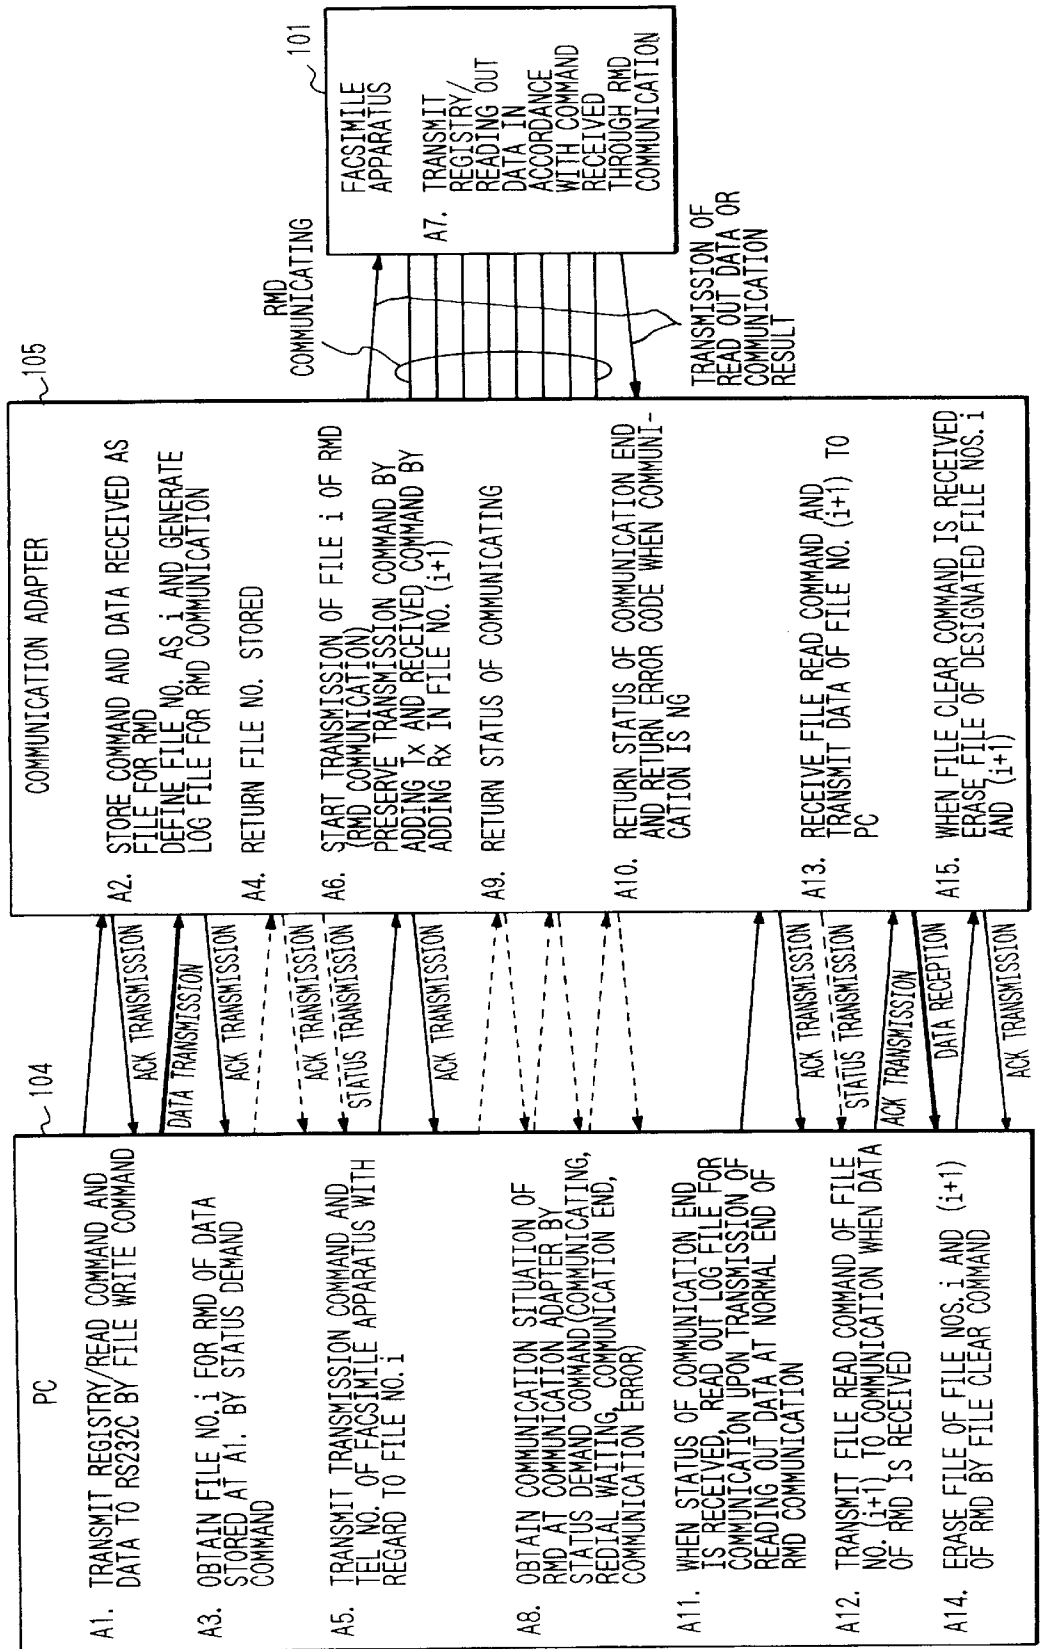 PC
104
A1. TRANSMIT REGISTRY/READ COMMAND AND
DATA TO RS232C BY FILE WRITE COMMAND
A3. OBTAIN FILE NO. i FOR RMD OF DATA
STORED AT A1. BY STATUS DEMAND
COMMAND
A5. TRANSMIT TRANSMISSION COMMAND AND
TEL NO. OF FACSIMILE APPARATUS WITH
REGARD TO FILE NO. i
A8. OBTAIN COMMUNICATION SITUATION OF
RMD AT COMMUNICATION ADAPTER BY
STATUS DEMAND COMMAND (COMMUNICATING,
REDIAL WAITING, COMMUNICATION END,
COMMUNICATION ERROR)
A11. WHEN STATUS OF COMMUNICATION END
IS RECEIVED, READ OUT LOG FILE FOR
COMMUNICATION UPON TRANSMISSION OF
READING OUT DATA AT NORMAL END OF
RMD COMMUNICATION
A12. TRANSMIT FILE READ COMMAND OF FILE
NO. (i+1) TO COMMUNICATION WHEN DATA
OF RMD IS RECEIVED
A14. ERASE FILE OF FILE NOS. i AND (i+1)
OF RMD BY FILE CLEAR COMMAND
ACK TRANSMISSION
DATA TRANSMISSION
ACK TRANSMISSION
ACK TRANSMISSION
STATUS TRANSMISSION
ACK TRANSMISSION
ACK TRANSMISSION
STATUS TRANSMISSION
ACK TRANSMISSION
DATA RECEPTION
ACK TRANSMISSION
COMMUNICATION ADAPTER
105
A2. STORE COMMAND AND DATA RECEIVED AS
FILE FOR RMD
DEFINE FILE NO. AS i AND GENERATE
LOG FILE FOR RMD COMMUNICATION
A4. RETURN FILE NO. STORED
A6. START TRANSMISSION OF FILE i OF RMD
(RMD COMMUNICATION)
PRESERVE TRANSMISSION COMMAND BY
ADDING Tx AND RECEIVED COMMAND BY
ADDING Rx IN FILE NO. (i+1)
A9. RETURN STATUS OF COMMUNICATING
A10. RETURN STATUS OF COMMUNICATION END
AND RETURN ERROR CODE WHEN COMMUNI-
CATION IS NG
A13. RECEIVE FILE READ COMMAND AND
TRANSMIT DATA OF FILE NO. (i+1) TO
PC
A15. WHEN FILE CLEAR COMMAND IS RECEIVED
ERASE FILE OF DESIGNATED FILE NOS. i
AND (i+1)
RMD
COMMUNICATING
TRANSMISSION OF
READ OUT DATA OR
COMMUNICATION
RESULT
101
FACSIMILE
APPARATUS
A7. TRANSMIT
REGISTRY/
READING OUT
DATA IN
ACCORDANCE
WITH COMMAND
RECEIVED
THROUGH RMD
COMMUNICATION